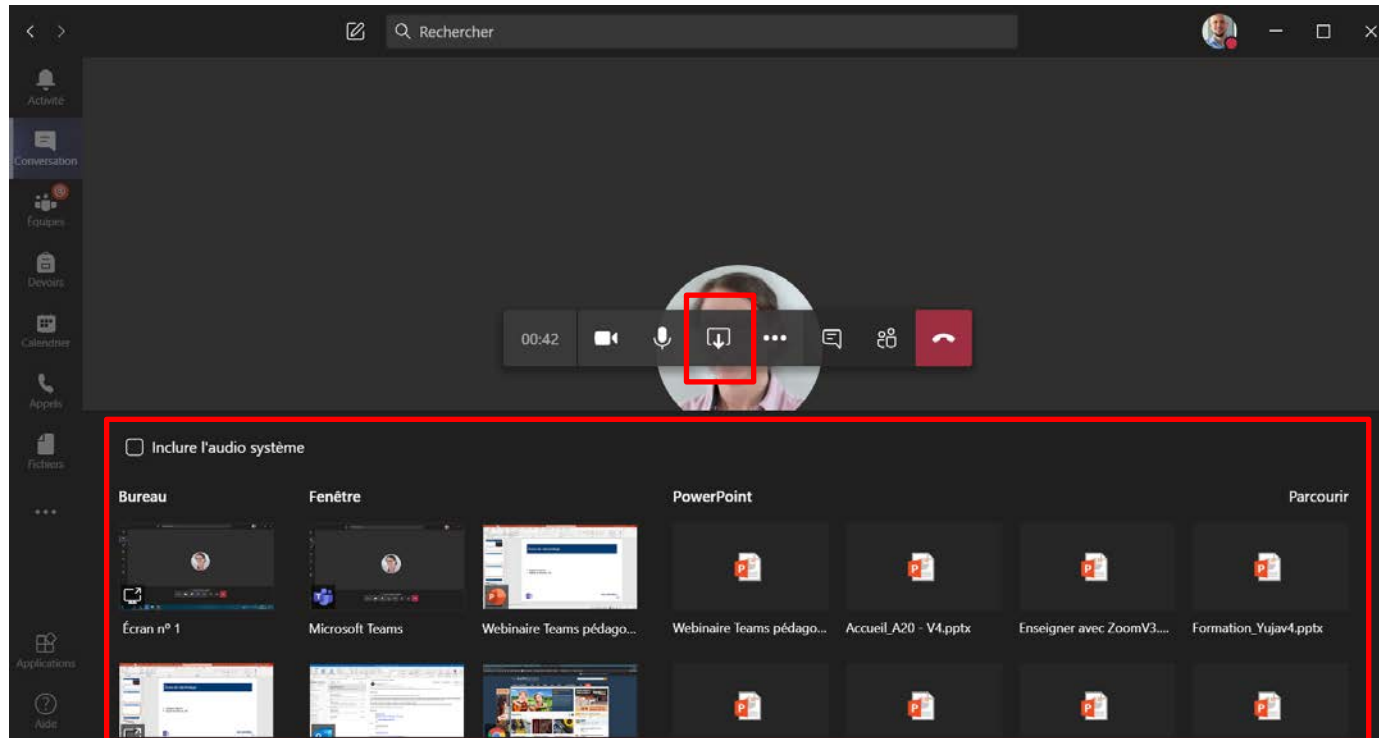 Rechercher
Activité
Conversation
Équipes
Devoirs
Calendrier
Appels
Fichiers
Applications
Aide
00:42
Inclure l'audio système
Bureau
Fenêtre
PowerPoint
Parcourir
Écran nº 1
Microsoft Teams
Webinaire Teams pédago...
Webinaire Teams pédago...
Accueil_A20 - V4.pptx
Enseigner avec ZoomV3....
Formation_Yujav4.pptx